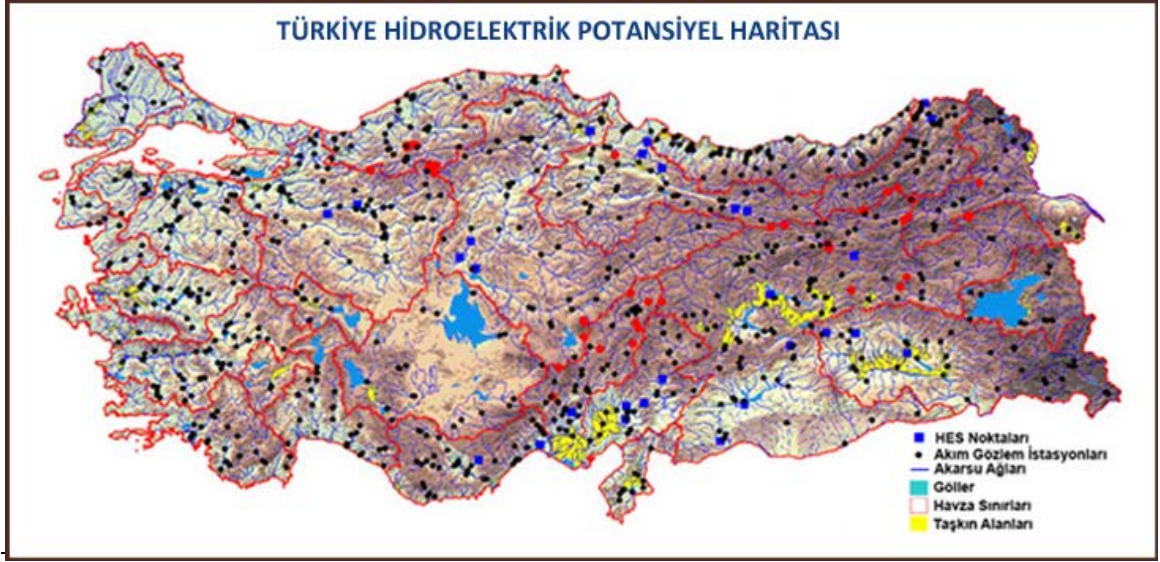 TÜRKİYE HİDROELEKTRİK POTANSİYEL HARİTASI
HES Noktaları
Akım Gözlem İstasyonları
Akarsu Ağları
Göller
Havza Sınırları
Taşkın Alanları